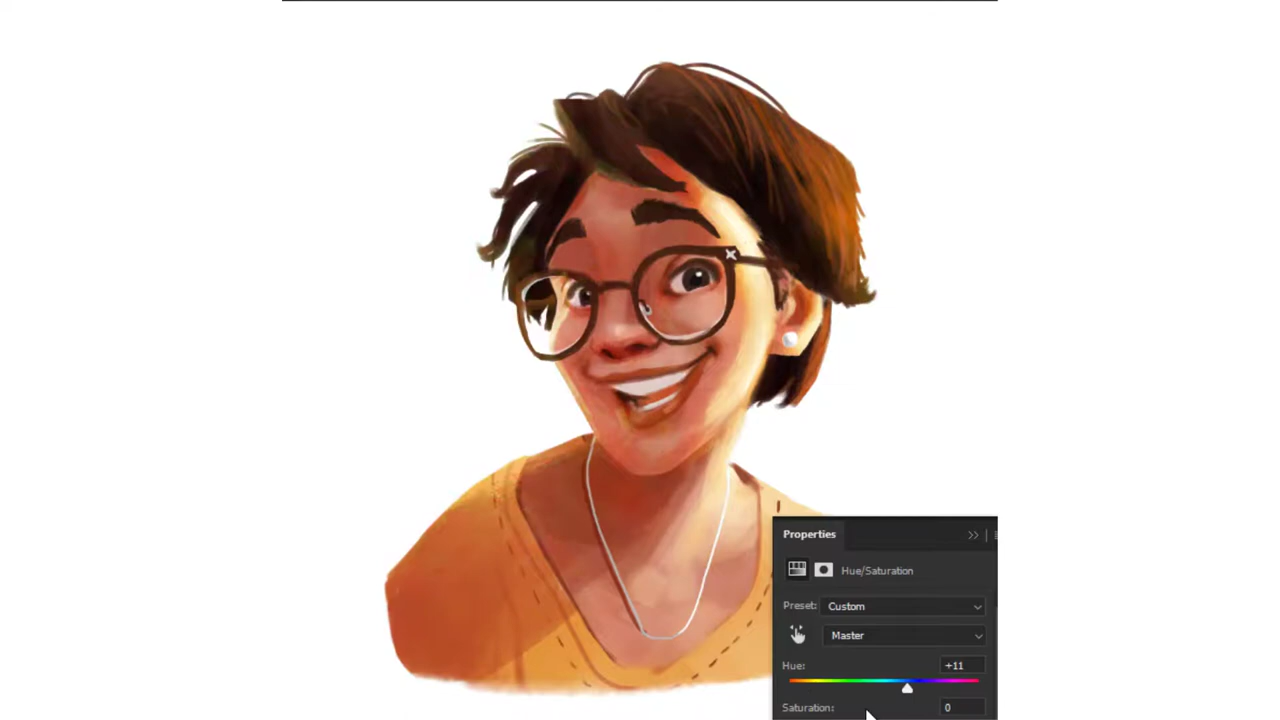 Properties
Hue/Saturation
Preset: Custom
Master
Hue: +11
Saturation: 0